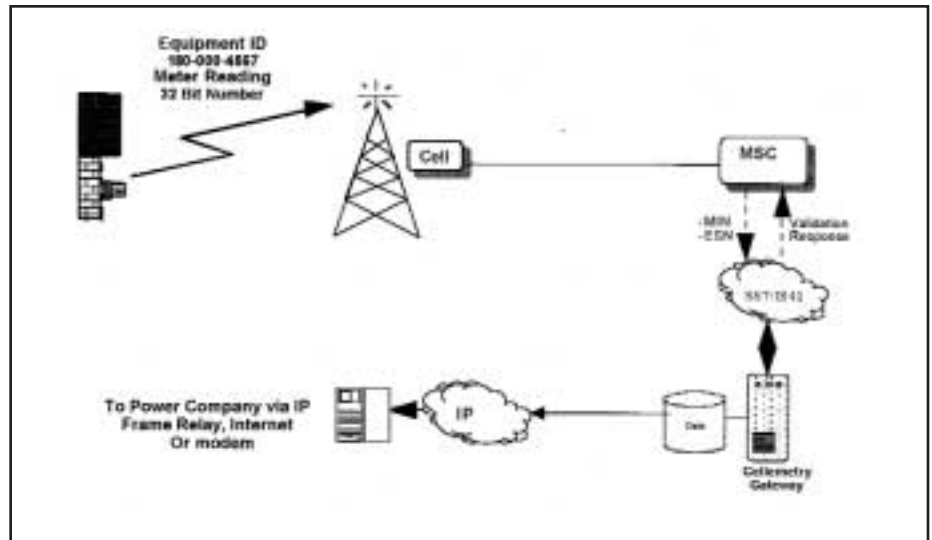 Equipment ID
180-000-4567
Meter Reading
32 Bit Number
Cell
MSC
-MIN
-ESN
Validation
Response
SS7/IS41
To Power Company via IP
Frame Relay, Internet
Or modem
IP
Data
Cellemetry
Gateway